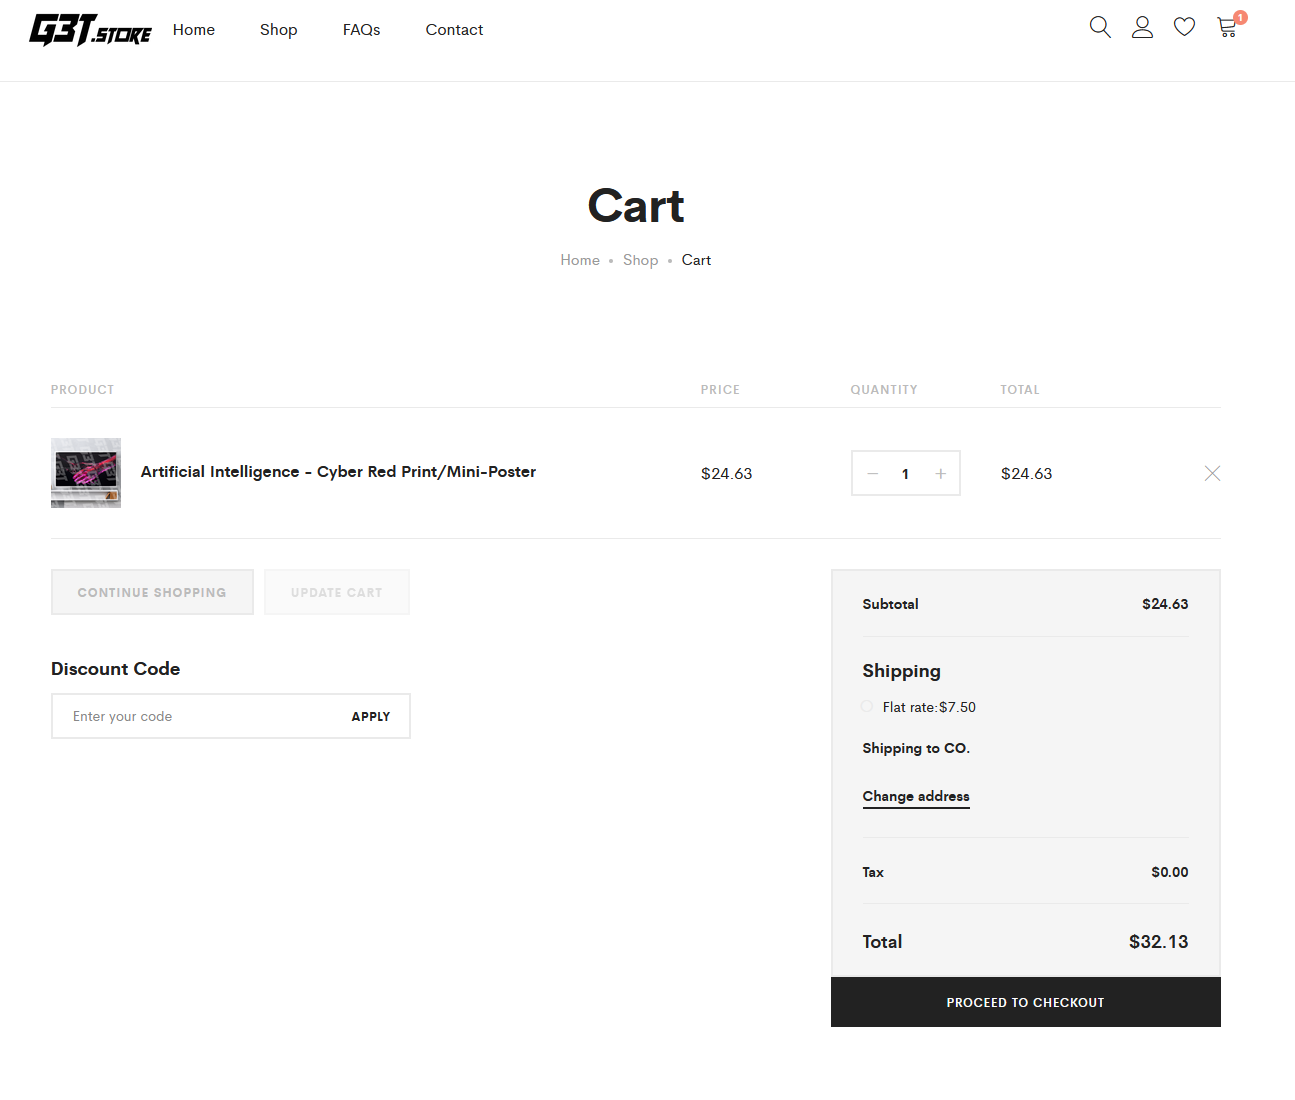 G3T.STORE
Home Shop FAQs Contact
1
Cart
Home • Shop • Cart
PRODUCT PRICE QUANTITY TOTAL
Artificial Intelligence - Cyber Red Print/Mini-Poster $24.63 − 1 + $24.63
CONTINUE SHOPPING UPDATE CART
Discount Code
Enter your code APPLY
Subtotal $24.63
Shipping
Flat rate:$7.50
Shipping to CO.
Change address
Tax $0.00
Total $32.13
PROCEED TO CHECKOUT